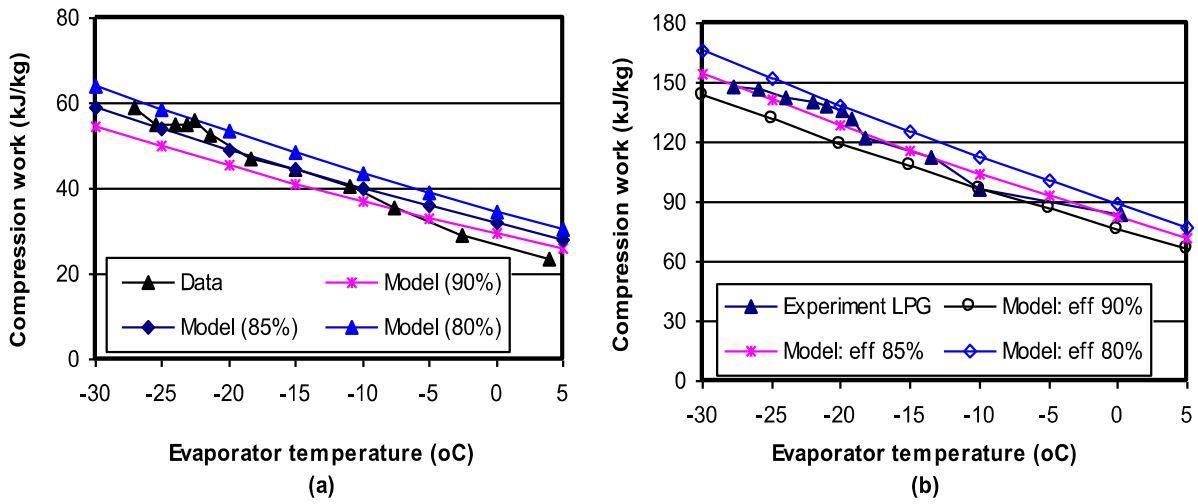 Compression work (kJ/kg)
80
60
40
20
0
Data
Model (90%)
Model (85%)
Model (80%)
-30 -25 -20 -15 -10 -5 0 5
Evaporator temperature (oC)
(a)
Compression work (kJ/kg)
180
150
120
90
60
30
0
Experiment LPG
Model: eff 90%
Model: eff 85%
Model: eff 80%
-30 -25 -20 -15 -10 -5 0 5
Evaporator temperature (oC)
(b)